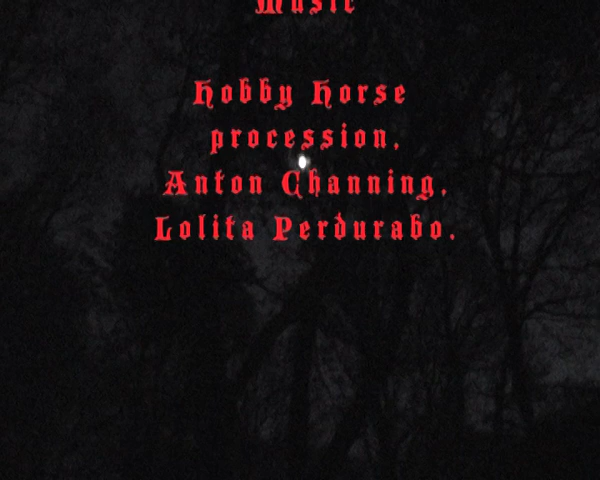 Music
Hobby Horse
procession,
Anton Channing,
Lolita Perdurabo.